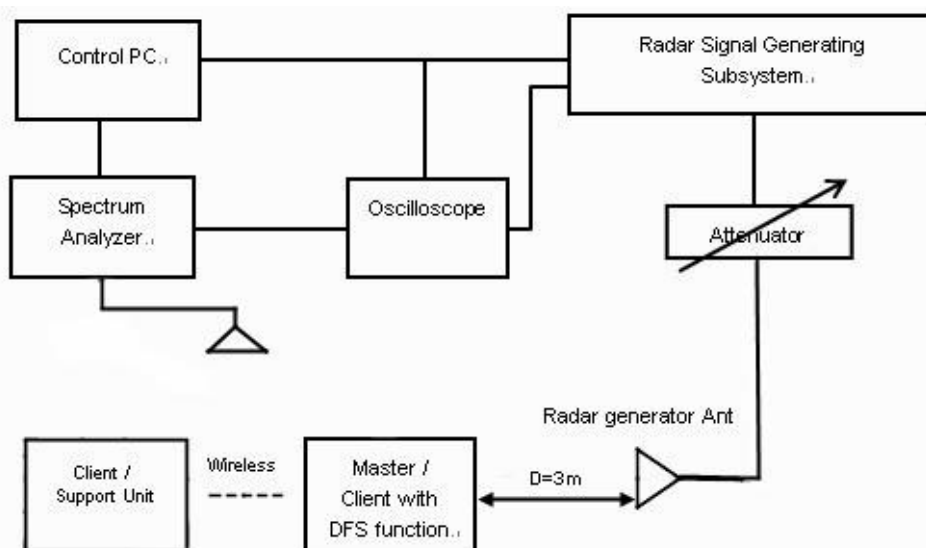 Control PC.
Radar Signal Generating
Subsystem.
Spectrum
Analyzer.
Oscilloscope
Attenuator
Radar generator Ant
Client /
Support Unit
Wireless
Master /
Client with
DFS function.
D=3m